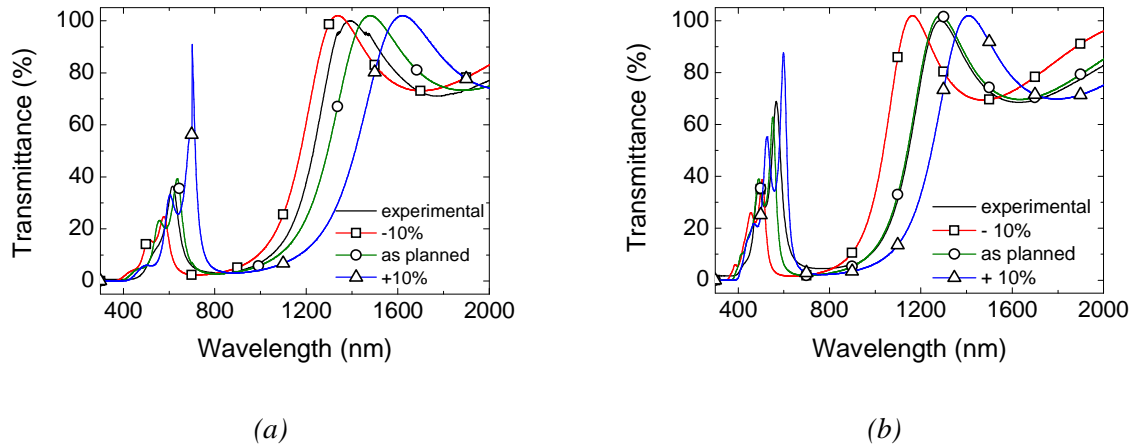 100
80
60
40
20
0
Transmittance (%)
experimental
-10%
as planned
+10%
400 800 1200 1600 2000
Wavelength (nm)
(a)
100
80
60
40
20
0
Transmittance (%)
experimental
- 10%
as planned
+ 10%
400 800 1200 1600 2000
Wavelength (nm)
(b)